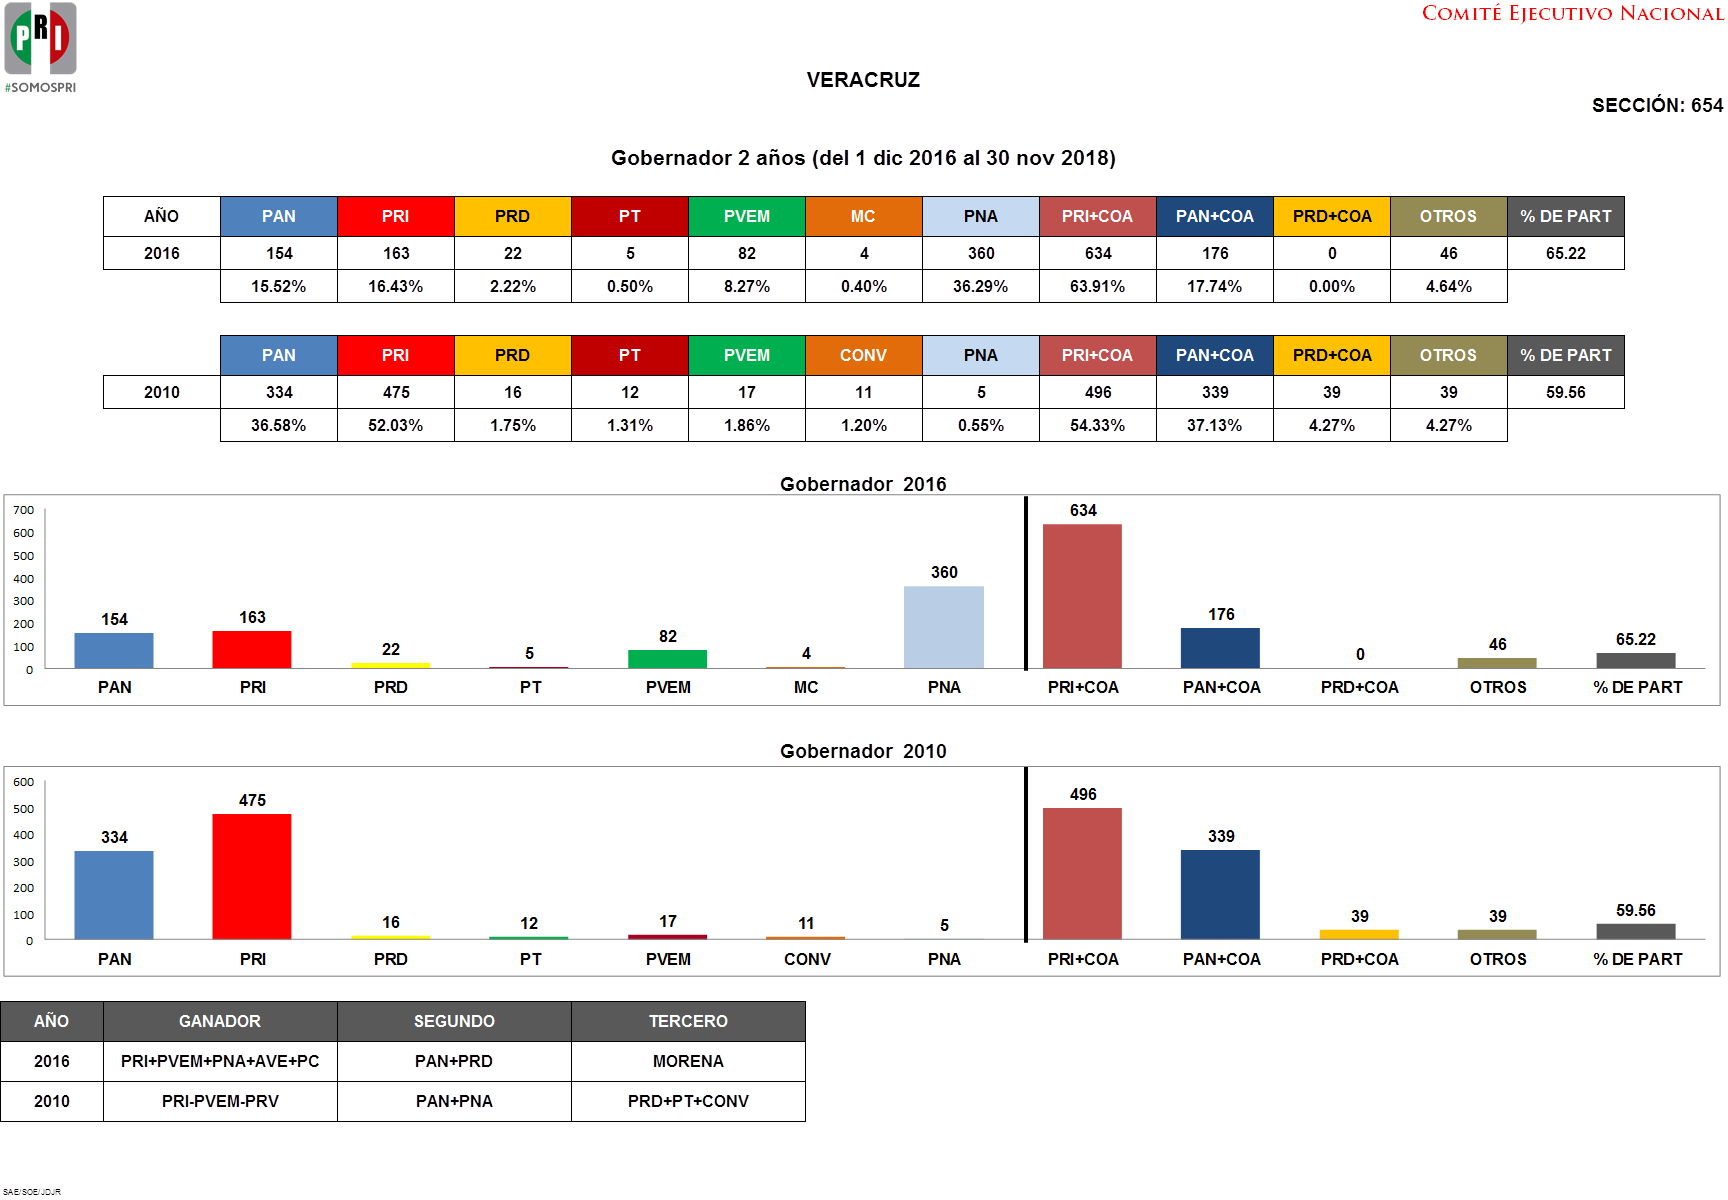 PRI
#SOMOSPRI
COMITÉ EJECUTIVO NACIONAL
VERACRUZ
SECCIÓN: 654
Gobernador 2 años (del 1 dic 2016 al 30 nov 2018)
AÑO PAN PRI PRD PT PVEM MC PNA PRI+COA PAN+COA PRD+COA OTROS % DE PART
2016 154 163 22 5 82 4 360 634 176 0 46 65.22
15.52% 16.43% 2.22% 0.50% 8.27% 0.40% 36.29% 63.91% 17.74% 0.00% 4.64%
PAN PRI PRD PT PVEM CONV PNA PRI+COA PAN+COA PRD+COA OTROS % DE PART
2010 334 475 16 12 17 11 5 496 339 39 39 59.56
36.58% 52.03% 1.75% 1.31% 1.86% 1.20% 0.55% 54.33% 37.13% 4.27% 4.27%
Gobernador 2016
700
600
500
400
300
200
100
0
154 163 22 5 82 4 360 634 176 0 46 65.22
PAN PRI PRD PT PVEM MC PNA PRI+COA PAN+COA PRD+COA OTROS % DE PART
Gobernador 2010
600
500
400
300
200
100
0
334 475 16 12 17 11 5 496 339 39 39 59.56
PAN PRI PRD PT PVEM CONV PNA PRI+COA PAN+COA PRD+COA OTROS % DE PART
AÑO GANADOR SEGUNDO TERCERO
2016 PRI+PVEM+PNA+AVE+PC PAN+PRD MORENA
2010 PRI-PVEM-PRV PAN+PNA PRD+PT+CONV
SAE/SOE/JDJR